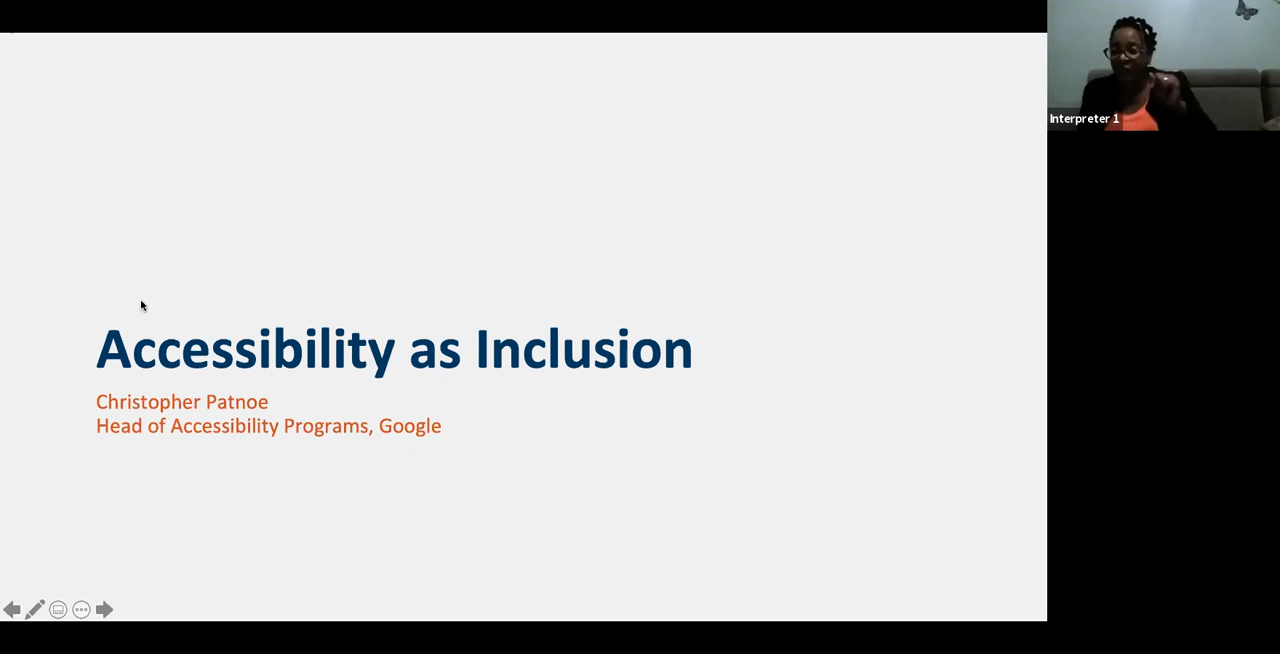 Accessibility as Inclusion
Christopher Patnoe
Head of Accessibility Programs, Google
Interpreter 1